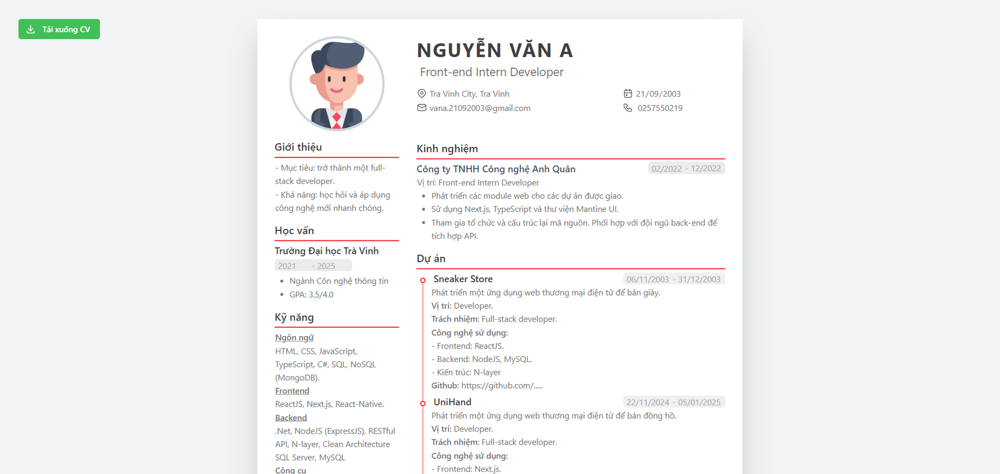 Tải xuống CV
NGUYỄN VĂN A
Front-end Intern Developer
Tra Vinh City, Tra Vinh
21/09/2003
vana.21092003@gmail.com
0257550219
Giới thiệu
- Mục tiêu: trở thành một full-
stack developer.
- Khả năng: học hỏi và áp dụng
công nghệ mới nhanh chóng.
Học vấn
Trường Đại học Trà Vinh
2021 - 2025
• Ngành Côn nghệ thông tin
• GPA: 3.5/4.0
Kỹ năng
Ngôn ngữ
HTML, CSS, JavaScript,
TypeScript, C#, SQL, NoSQL
(MongoDB).
Frontend
ReactJS, Next.js, React-Native.
Backend
.Net, NodeJS (ExpressJS), RESTful
API, N-layer, Clean Architecture
SQL Server, MySQL
Công cụ
Kinh nghiệm
Công ty TNHH Công nghệ Anh Quân
02/2022 - 12/2022
Vị trí: Front-end Intern Developer
• Phát triển các module web cho các dự án được giao.
• Sử dụng Next.js, TypeScript và thư viện Mantine UI.
• Tham gia tổ chức và cấu trúc lại mã nguồn. Phối hợp với đội ngũ back-end để
tích hợp API.
Dự án
Sneaker Store
06/11/2003 - 31/12/2003
Phát triển một ứng dụng web thương mại điện tử để bán giày.
Vị trí: Developer.
Trách nhiệm: Full-stack developer.
Công nghệ sử dụng:
- Frontend: ReactJS.
- Backend: NodeJS, MySQL.
- Kiến trúc: N-layer
Github: https://github.com/.....
UniHand
22/11/2024 - 05/01/2025
Phát triển một ứng dụng web thương mại điện tử để bán đồng hồ.
Vị trí: Developer.
Trách nhiệm: Full-stack developer.
Công nghệ sử dụng:
- Frontend: Next.js.